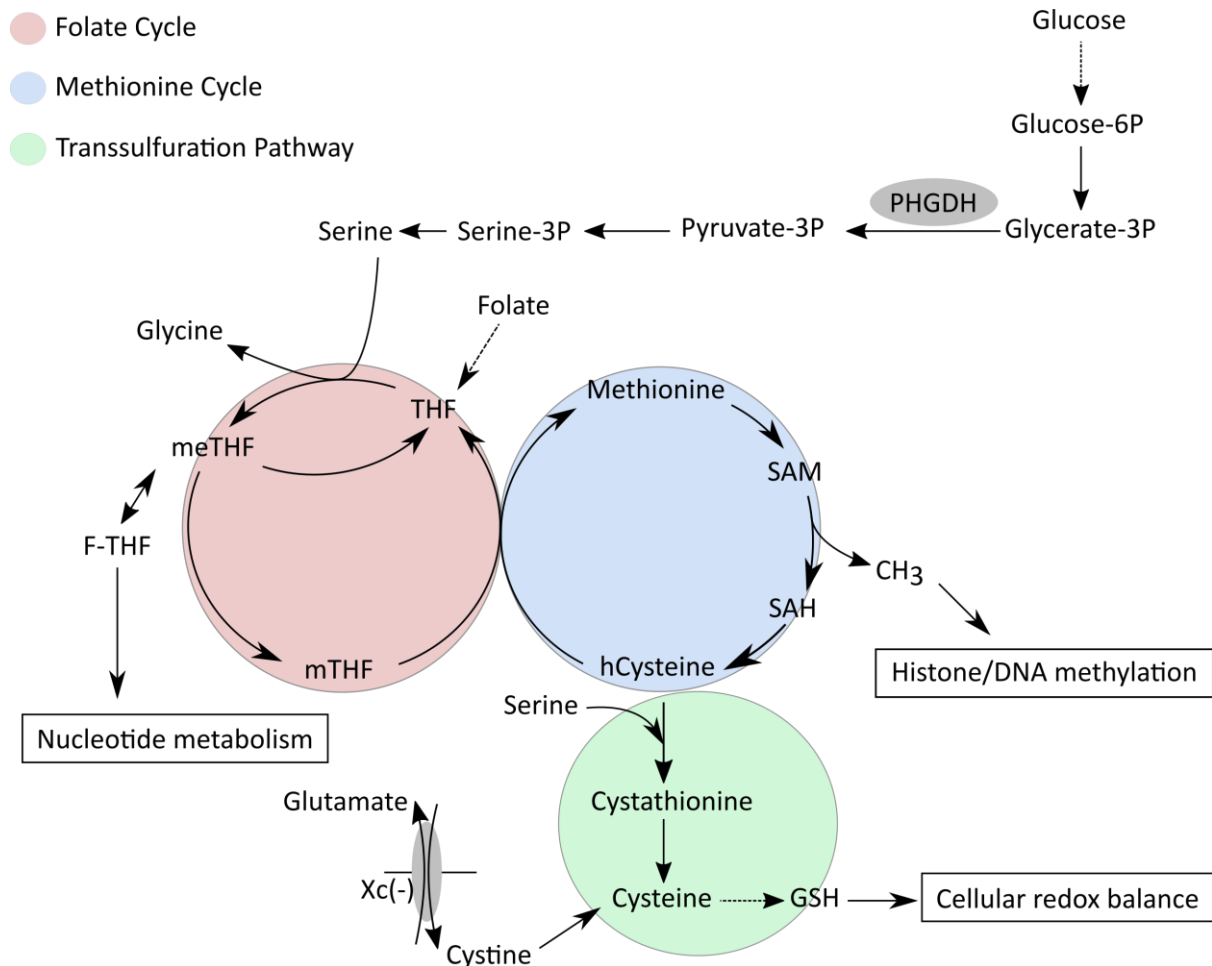 Folate Cycle
Methionine Cycle
Transsulfuration Pathway
Glucose
Glucose-6P
PHGDH
Serine
Serine-3P
Pyruvate-3P
Glycerate-3P
Folate
Glycine
Methionine
THF
meTHF
SAM
F-THF
CH3
SAH
mTHF
hCysteine
Histone/DNA methylation
Serine
Nucleotide metabolism
Glutamate
Cystathionine
Xc(-)
Cysteine
GSH
Cellular redox balance
Cystine